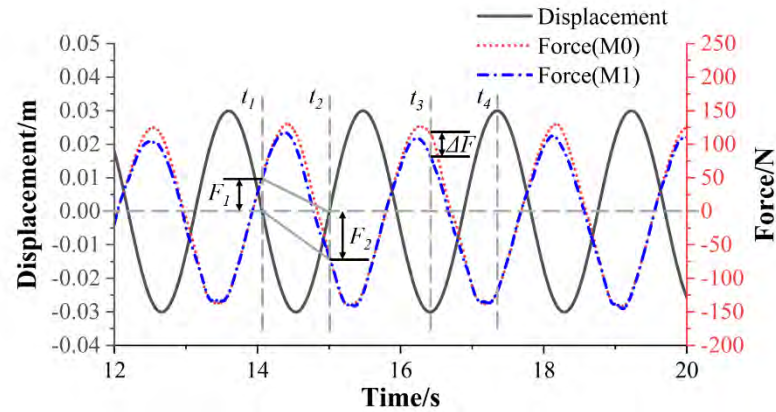 Displacement
Force(M0)
Force(M1)
0.05
0.04
0.03
0.02
0.01
0.00
-0.01
-0.02
-0.03
-0.04
Displacement/m
250
200
150
100
50
0
-50
-100
-150
-200
Force/N
t1
t2
t3
t4
F1
F2
ΔF
12
14
16
18
20
Time/s